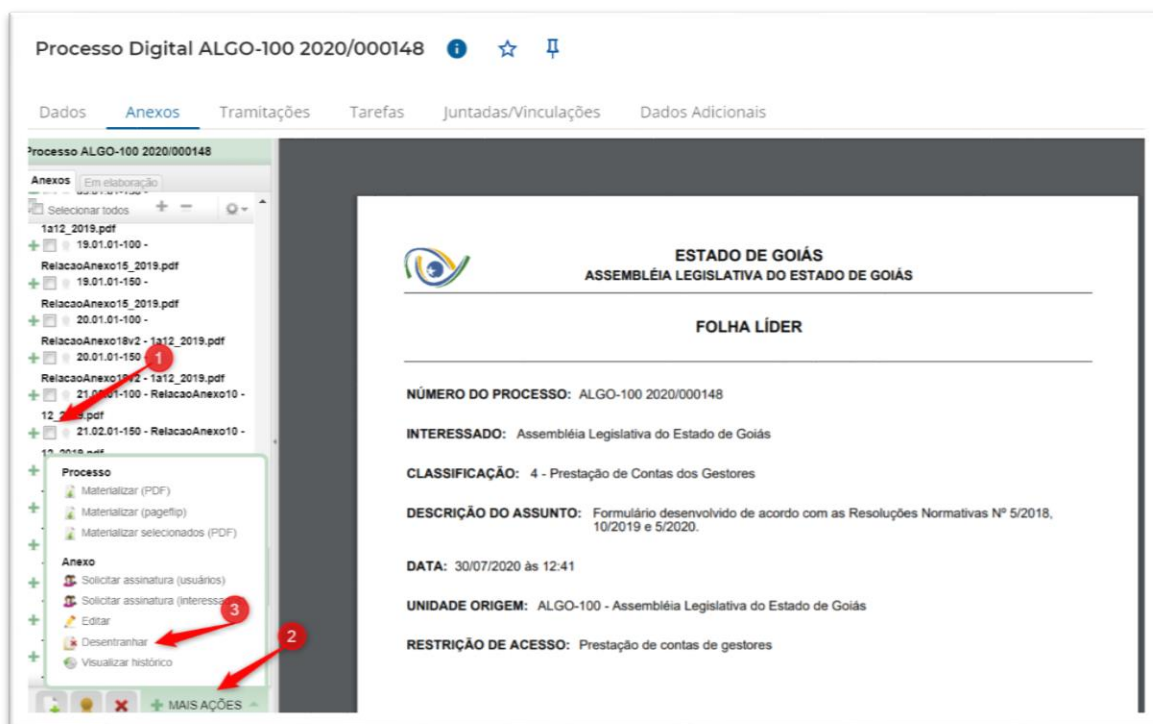 Processo Digital ALGO-100 2020/000148
Dados Anexos Tramitações Tarefas Juntadas/Vinculações Dados Adicionais
Processo ALGO-100 2020/000148
Anexos Em elaboração
Selecionar todos
1a12_2019.pdf
19.01.01-100 -
RelacaoAnexo15_2019.pdf
19.01.01-150 -
RelacaoAnexo15_2019.pdf
20.01.01-100 -
RelacaoAnexo18v2 - 1a12_2019.pdf
20.01.01-150
1
RelacaoAnexo18v2 - 1a12_2019.pdf
21.02.01-100 - RelacaoAnexo10 -
12_2019.pdf
21.02.01-150 - RelacaoAnexo10 -
12_2019.pdf
Processo
Materializar (PDF)
Materializar (pageflip)
Materializar selecionados (PDF)
Anexo
Solicitar assinatura (usuários)
Solicitar assinatura
3
Editar
Desentranhar
2
Visualizar histórico
MAIS AÇÕES
ESTADO DE GOIÁS
ASSEMBLÉIA LEGISLATIVA DO ESTADO DE GOIÁS
FOLHA LÍDER
NÚMERO DO PROCESSO: ALGO-100 2020/000148
INTERESSADO: Assembléia Legislativa do Estado de Goiás
CLASSIFICAÇÃO: 4 - Prestação de Contas dos Gestores
DESCRIÇÃO DO ASSUNTO: Formulário desenvolvido de acordo com as Resoluções Normativas Nº 5/2018,
10/2019 e 5/2020.
DATA: 30/07/2020 às 12:41
UNIDADE ORIGEM: ALGO-100 - Assembléia Legislativa do Estado de Goiás
RESTRIÇÃO DE ACESSO: Prestação de contas de gestores